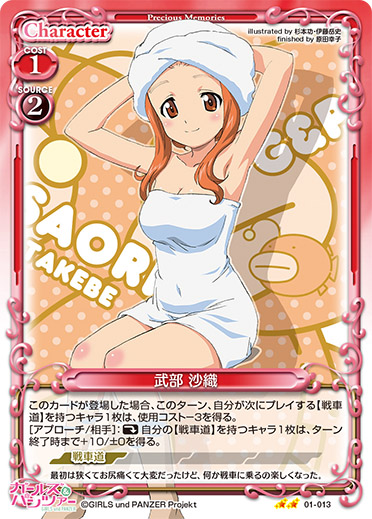 Precious Memories
Character
illustrated by 杉本功・伊藤岳史
finished by 原田幸子
COST
1
SOURCE
2
SAORI
TAKEBE
武部 沙織
このカードが登場した場合、このターン、自分が次にプレイする【戦車
道】を持つキャラ1枚は、使用コスト-3を得る。
[アプローチ/相手]: 自分の【戦車道】を持つキャラ1枚は、ターン
終了時まで+10/±0を得る。
戦車道
最初は狭くてお尻痛くて大変だったけど、何か戦車に乗るの楽しくなった。
ガールズ&パンツァー
GIRLS und PANZER
©GIRLS und PANZER Projekt
01-013